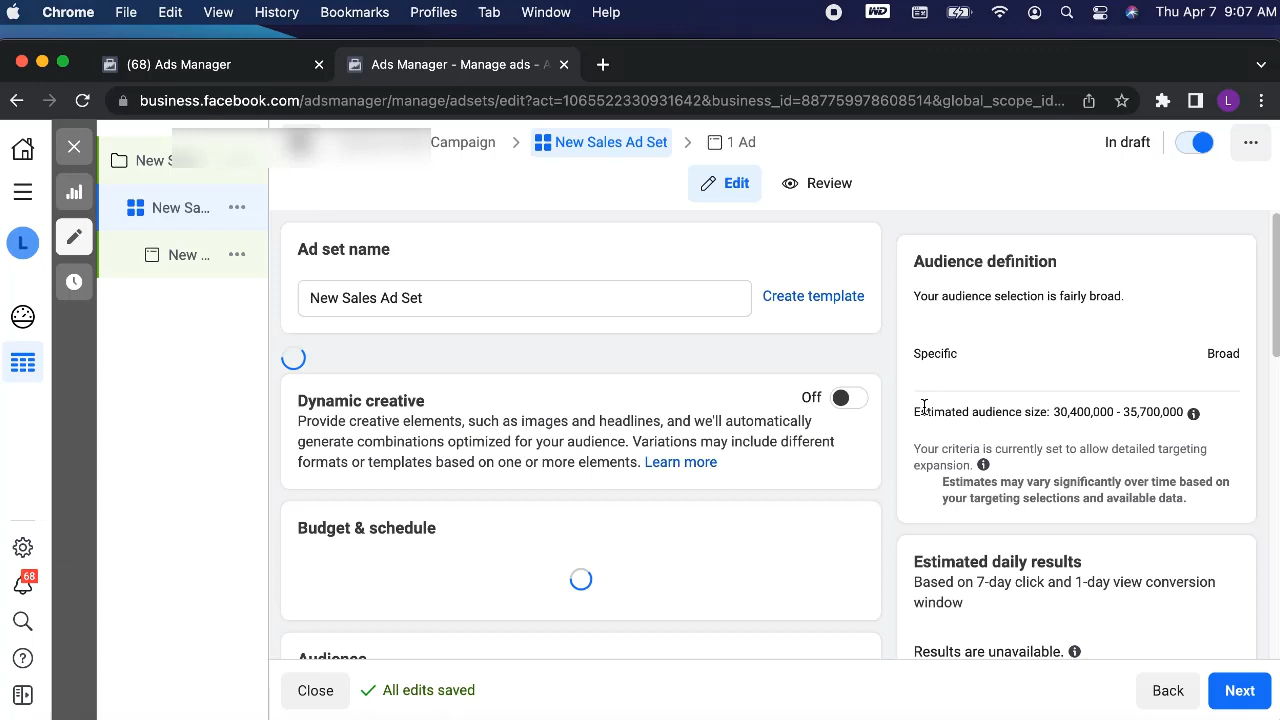 Chrome File Edit View History Bookmarks Profiles Tab Window Help WD Thu Apr 7 9:07 AM
(68) Ads Manager
Ads Manager - Manage ads - A
business.facebook.com/adsmanager/manage/adsets/edit?act=1065522330931642&business_id=887759978608514&global_scope_id...
L
Campaign New Sales Ad Set 1 Ad
In draft
New S
Edit Review
New Sa...
New ...
L
68
Ad set name
New Sales Ad Set
Create template
Dynamic creative
Off
Provide creative elements, such as images and headlines, and we'll automatically
generate combinations optimized for your audience. Variations may include different
formats or templates based on one or more elements. Learn more
Budget & schedule
Audience
Audience definition
Your audience selection is fairly broad.
Specific Broad
Estimated audience size: 30,400,000 - 35,700,000
Your criteria is currently set to allow detailed targeting
expansion.
Estimates may vary significantly over time based on
your targeting selections and available data.
Estimated daily results
Based on 7-day click and 1-day view conversion
window
Results are unavailable.
Close All edits saved
Back Next